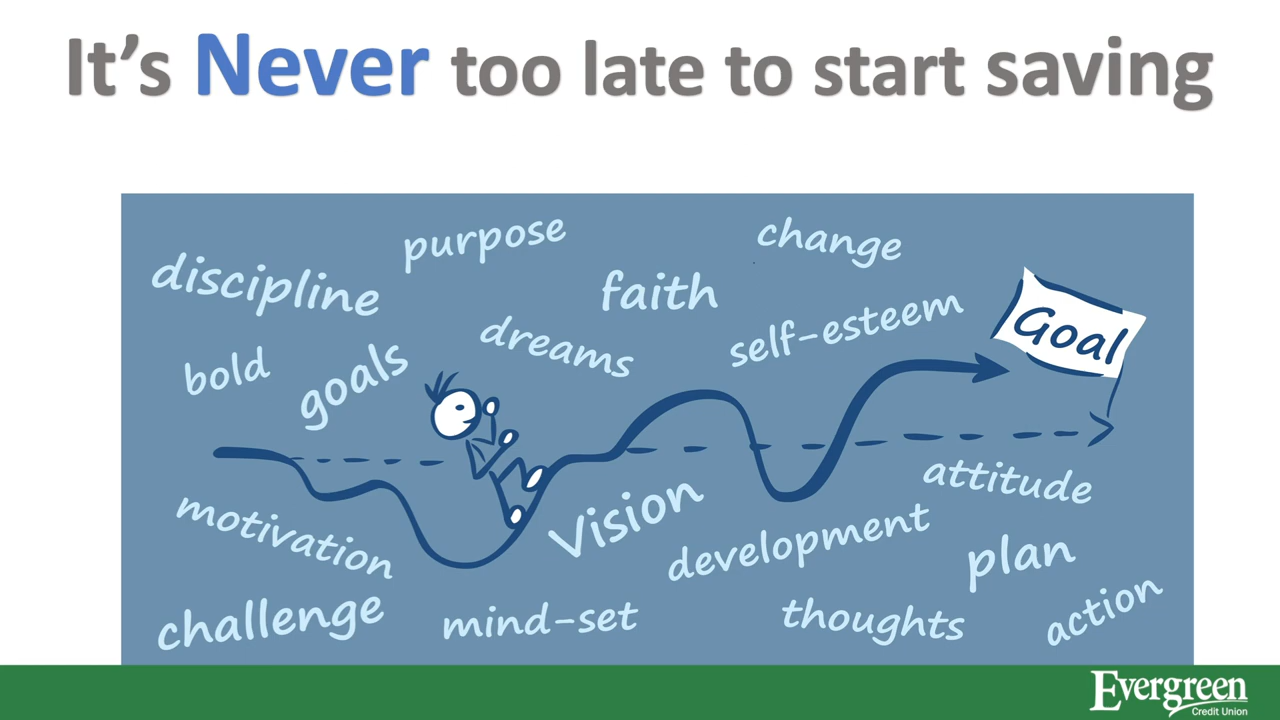 It's Never too late to start saving
purpose
change
discipline
faith
dreams
self-esteem
Goal
bold
goals
attitude
motivation
Vision
development
plan
challenge
mind-set
thoughts
action
Evergreen
Credit Union